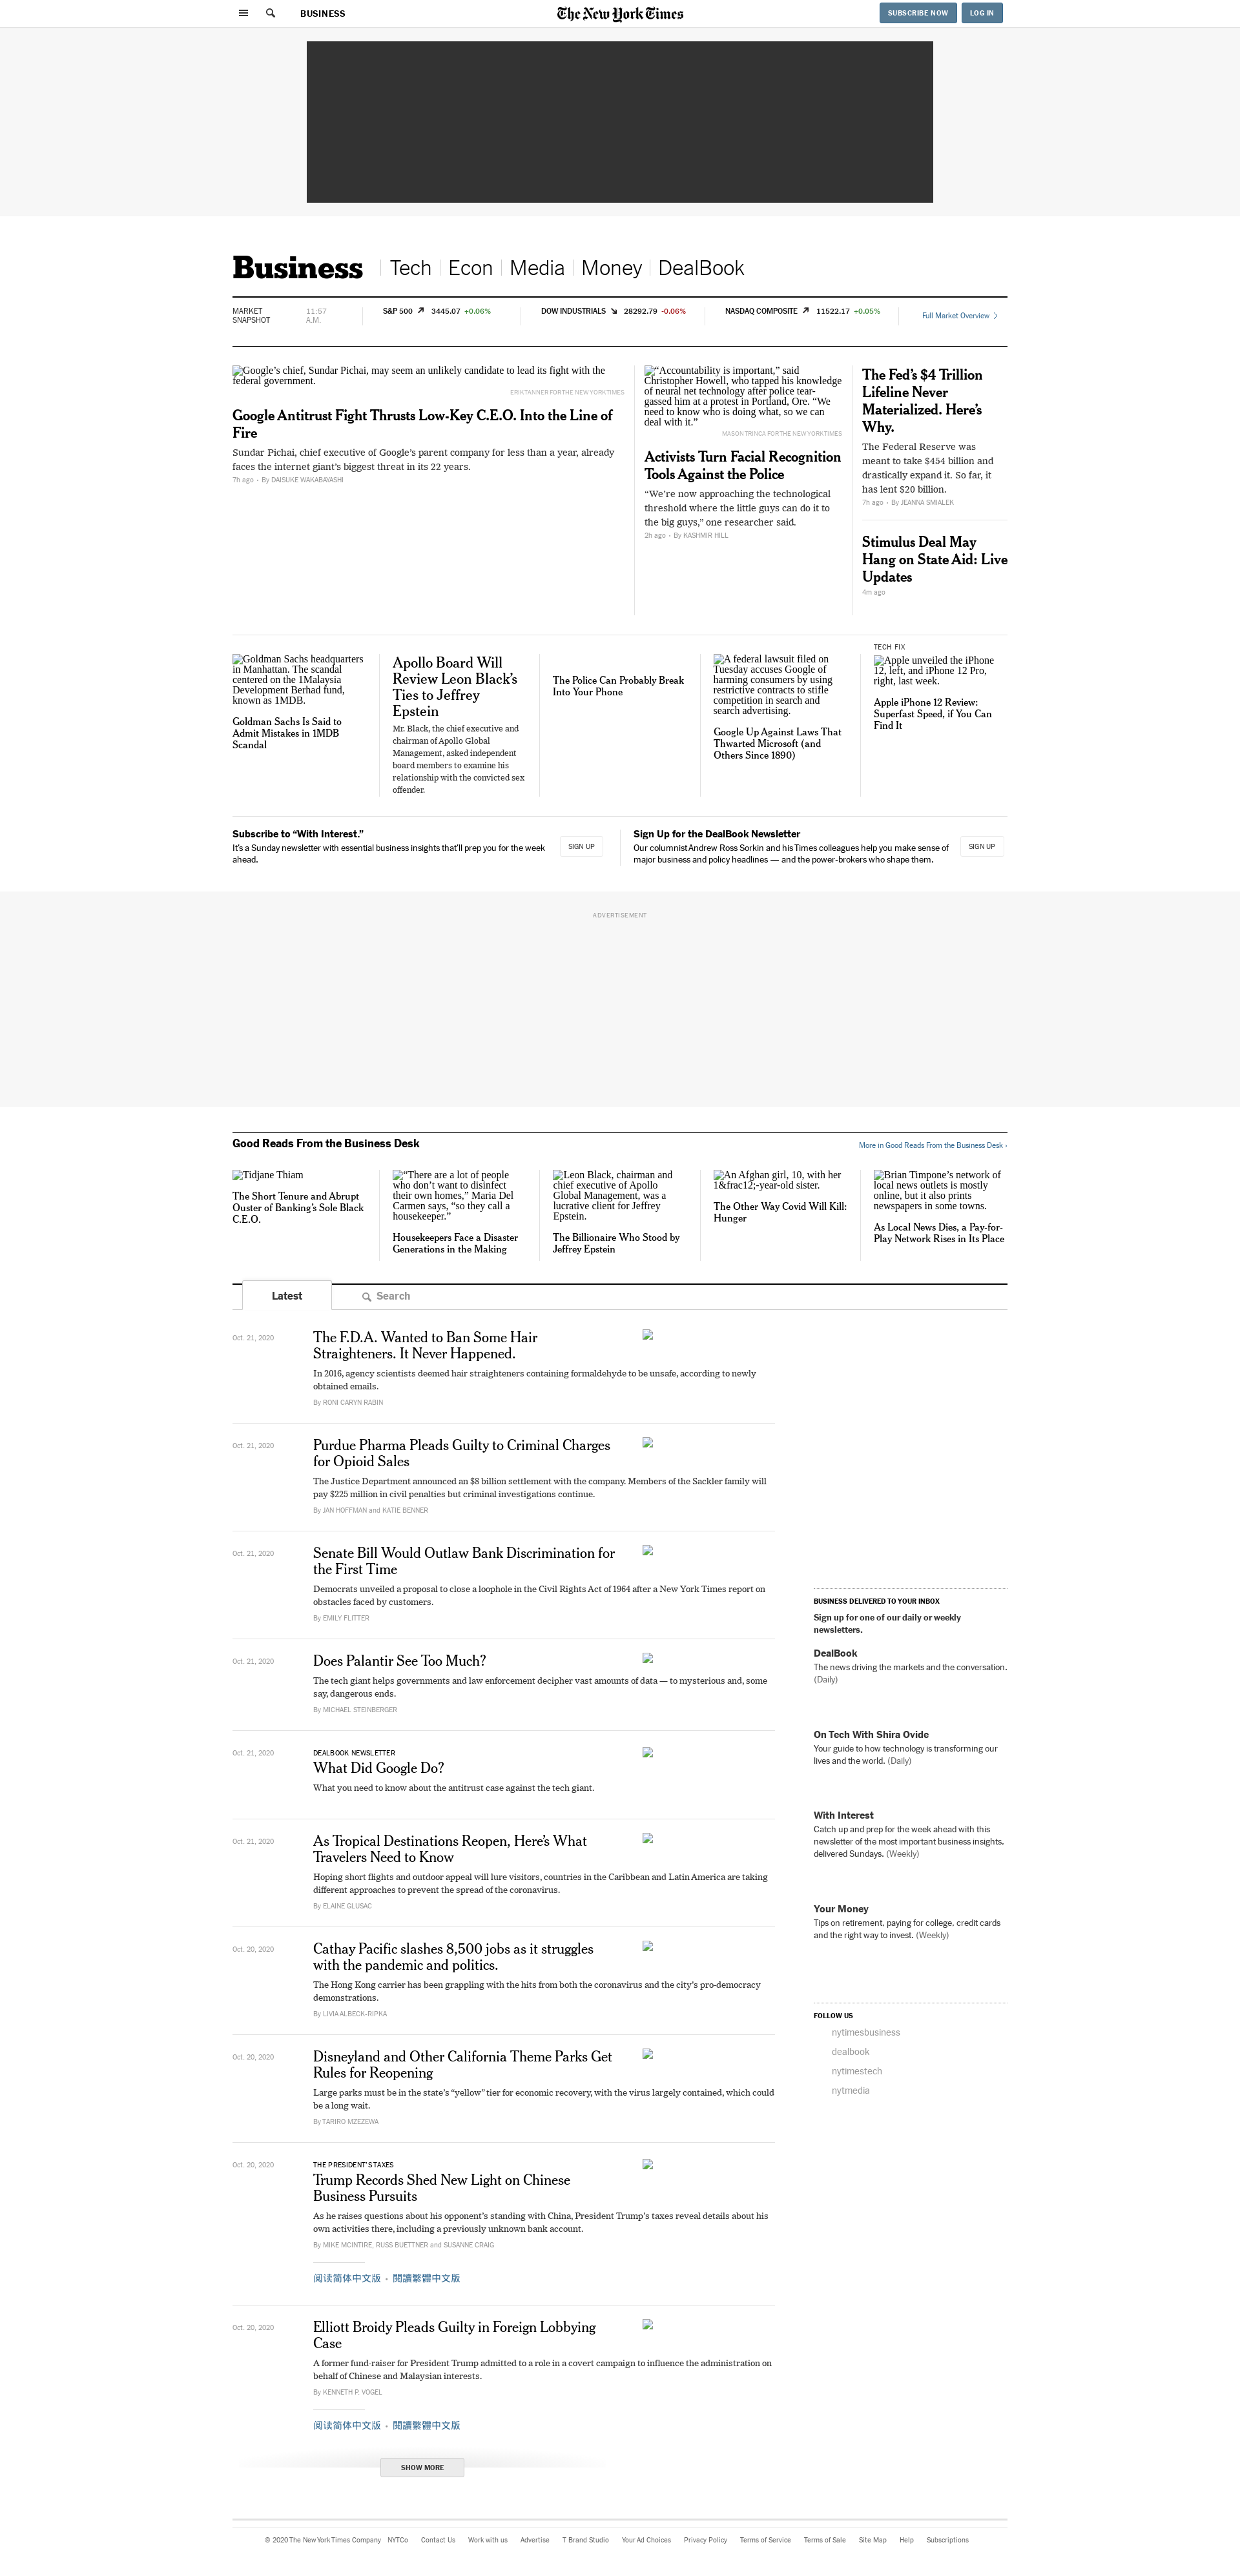 BUSINESS
The New York Times
SUBSCRIBE NOW
LOG IN
Business
Tech
Econ
Media
Money
DealBook
MARKET
SNAPSHOT
11:57
A.M.
S&P 500 3445.07 +0.06%
DOW INDUSTRIALS 28292.79 -0.06%
NASDAQ COMPOSITE 11522.17 +0.05%
Full Market Overview
Google’s chief, Sundar Pichai, may seem an unlikely candidate to lead its fight with the
federal government.
ERIK TANNER FOR THE NEW YORK TIMES
Google Antitrust Fight Thrusts Low-Key C.E.O. Into the Line of
Fire
Sundar Pichai, chief executive of Google’s parent company for less than a year, already
faces the internet giant’s biggest threat in its 22 years.
7h ago • By DAISUKE WAKABAYASHI
“Accountability is important,” said
Christopher Howell, who tapped his knowledge
of neural net technology after police tear-
gassed him at a protest in Portland, Ore. “We
need to know who is doing what, so we can
deal with it.”
MASON TRINCA FOR THE NEW YORK TIMES
Activists Turn Facial Recognition
Tools Against the Police
“We’re now approaching the technological
threshold where the little guys can do it to
the big guys,” one researcher said.
2h ago • By KASHMIR HILL
The Fed’s $4 Trillion
Lifeline Never
Materialized. Here’s
Why.
The Federal Reserve was
meant to take $454 billion and
drastically expand it. So far, it
has lent $20 billion.
7h ago • By JEANNA SMIALEK
Stimulus Deal May
Hang on State Aid: Live
Updates
4m ago
Goldman Sachs headquarters
in Manhattan. The scandal
centered on the 1Malaysia
Development Berhad fund,
known as 1MDB.
Goldman Sachs Is Said to
Admit Mistakes in 1MDB
Scandal
Apollo Board Will
Review Leon Black’s
Ties to Jeffrey
Epstein
Mr. Black, the chief executive and
chairman of Apollo Global
Management, asked independent
board members to examine his
relationship with the convicted sex
offender.
The Police Can Probably Break
Into Your Phone
A federal lawsuit filed on
Tuesday accuses Google of
harming consumers by using
restrictive contracts to stifle
competition in search and
search advertising.
Google Up Against Laws That
Thwarted Microsoft (and
Others Since 1890)
TECH FIX
Apple unveiled the iPhone
12, left, and iPhone 12 Pro,
right, last week.
Apple iPhone 12 Review:
Superfast Speed, if You Can
Find It
Subscribe to “With Interest.”
It’s a Sunday newsletter with essential business insights that’ll prep you for the week
ahead.
SIGN UP
Sign Up for the DealBook Newsletter
Our columnist Andrew Ross Sorkin and his Times colleagues help you make sense of
major business and policy headlines — and the power-brokers who shape them.
SIGN UP
ADVERTISEMENT
Good Reads From the Business Desk
More in Good Reads From the Business Desk ›
Tidjane Thiam
The Short Tenure and Abrupt
Ouster of Banking’s Sole Black
C.E.O.
“There are a lot of people
who don’t want to disinfect
their own homes,” Maria Del
Carmen says, “so they call a
housekeeper.”
Housekeepers Face a Disaster
Generations in the Making
Leon Black, chairman and
chief executive of Apollo
Global Management, was a
lucrative client for Jeffrey
Epstein.
The Billionaire Who Stood by
Jeffrey Epstein
An Afghan girl, 10, with her
1&frac12;-year-old sister.
The Other Way Covid Will Kill:
Hunger
Brian Timpone’s network of
local news outlets is mostly
online, but it also prints
newspapers in some towns.
As Local News Dies, a Pay-for-
Play Network Rises in Its Place
Latest
Search
Oct. 21, 2020
The F.D.A. Wanted to Ban Some Hair
Straighteners. It Never Happened.
In 2016, agency scientists deemed hair straighteners containing formaldehyde to be unsafe, according to newly
obtained emails.
By RONI CARYN RABIN
Oct. 21, 2020
Purdue Pharma Pleads Guilty to Criminal Charges
for Opioid Sales
The Justice Department announced an $8 billion settlement with the company. Members of the Sackler family will
pay $225 million in civil penalties but criminal investigations continue.
By JAN HOFFMAN and KATIE BENNER
Oct. 21, 2020
Senate Bill Would Outlaw Bank Discrimination for
the First Time
Democrats unveiled a proposal to close a loophole in the Civil Rights Act of 1964 after a New York Times report on
obstacles faced by customers.
By EMILY FLITTER
Oct. 21, 2020
Does Palantir See Too Much?
The tech giant helps governments and law enforcement decipher vast amounts of data — to mysterious and, some
say, dangerous ends.
By MICHAEL STEINBERGER
Oct. 21, 2020
DEALBOOK NEWSLETTER
What Did Google Do?
What you need to know about the antitrust case against the tech giant.
Oct. 21, 2020
As Tropical Destinations Reopen, Here’s What
Travelers Need to Know
Hoping short flights and outdoor appeal will lure visitors, countries in the Caribbean and Latin America are taking
different approaches to prevent the spread of the coronavirus.
By ELAINE GLUSAC
Oct. 20, 2020
Cathay Pacific slashes 8,500 jobs as it struggles
with the pandemic and politics.
The Hong Kong carrier has been grappling with the hits from both the coronavirus and the city’s pro-democracy
demonstrations.
By LIVIA ALBECK-RIPKA
Oct. 20, 2020
Disneyland and Other California Theme Parks Get
Rules for Reopening
Large parks must be in the state’s “yellow” tier for economic recovery, with the virus largely contained, which could
be a long wait.
By TARIRO MZEZEWA
Oct. 20, 2020
THE PRESIDENT’S TAXES
Trump Records Shed New Light on Chinese
Business Pursuits
As he raises questions about his opponent’s standing with China, President Trump’s taxes reveal details about his
own activities there, including a previously unknown bank account.
By MIKE MCINTIRE, RUSS BUETTNER and SUSANNE CRAIG
阅读简体中文版 • 閱讀繁體中文版
Oct. 20, 2020
Elliott Broidy Pleads Guilty in Foreign Lobbying
Case
A former fund-raiser for President Trump admitted to a role in a covert campaign to influence the administration on
behalf of Chinese and Malaysian interests.
By KENNETH P. VOGEL
阅读简体中文版 • 閱讀繁體中文版
SHOW MORE
BUSINESS DELIVERED TO YOUR INBOX
Sign up for one of our daily or weekly
newsletters.
DealBook
The news driving the markets and the conversation.
(Daily)
On Tech With Shira Ovide
Your guide to how technology is transforming our
lives and the world. (Daily)
With Interest
Catch up and prep for the week ahead with this
newsletter of the most important business insights,
delivered Sundays. (Weekly)
Your Money
Tips on retirement, paying for college, credit cards
and the right way to invest. (Weekly)
FOLLOW US
nytimesbusiness
dealbook
nytimestech
nytmedia
© 2020 The New York Times Company NYTCo Contact Us Work with us Advertise T Brand Studio Your Ad Choices Privacy Policy Terms of Service Terms of Sale Site Map Help Subscriptions